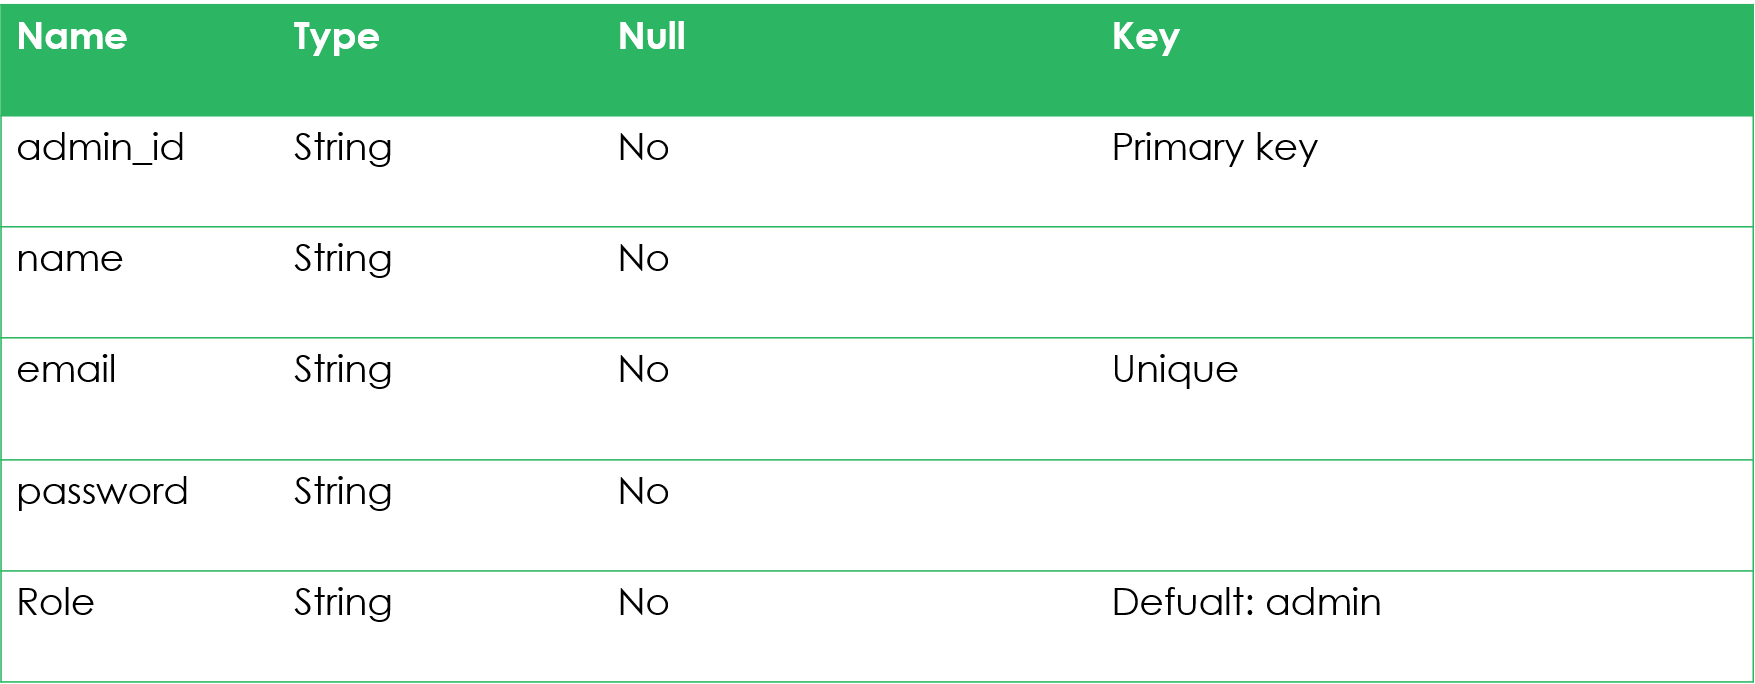 Name Type Null Key
admin_id String No Primary key
name String No
email String No Unique
password String No
Role String No Defualt: admin